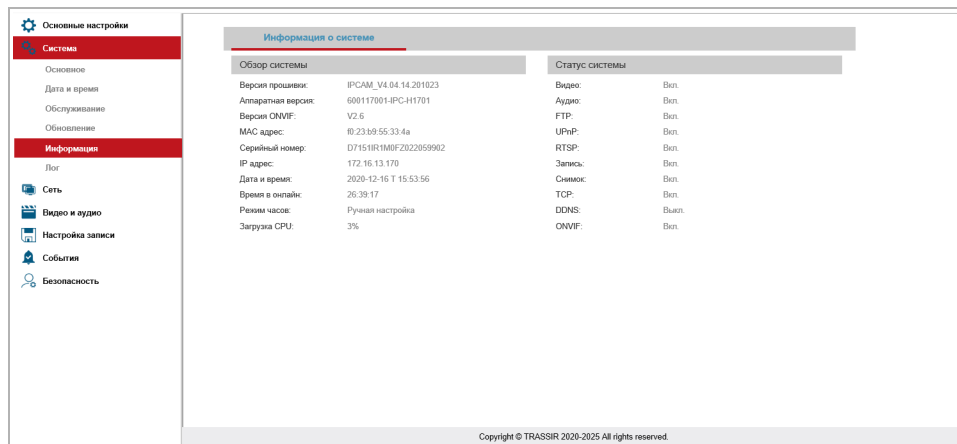 Основные настройки
Система
Основное
Дата и время
Обслуживание
Обновление
Информация
Лог
Сеть
Видео и аудио
Настройка записи
События
Безопасность
Информация о системе
Обзор системы
Версия прошивки: IPCAM_V4.04.14.201023
Аппаратная версия: 600117001-IPC-H1701
Версия ONVIF: V2.6
MAC адрес: f0:23:b9:55:33:4a
Серийный номер: D7151IR1M0FZ022059902
IP адрес: 172.16.13.170
Дата и время: 2020-12-16 T 15:53:56
Время в онлайн: 26:39:17
Режим часов: Ручная настройка
Загрузка CPU: 3%
Статус системы
Видео: Вкл.
Аудио: Вкл.
FTP: Вкл.
UPnP: Вкл.
RTSP: Вкл.
Запись: Вкл.
Снимок: Вкл.
TCP: Вкл.
DDNS: Выкл.
ONVIF: Вкл.
Copyright © TRASSIR 2020-2025 All rights reserved.